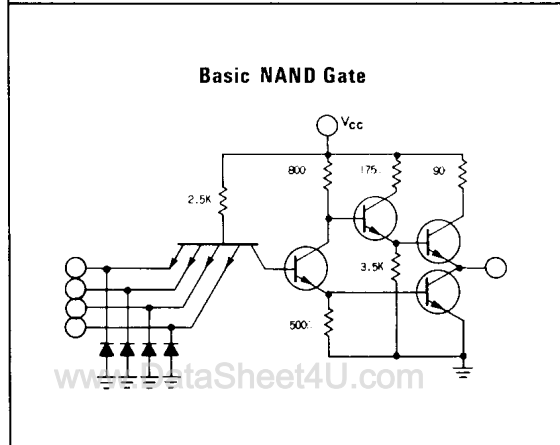 Basic NAND Gate
Vcc
800
175
90
2.5K
3.5K
500
www.DataSheet4U.com